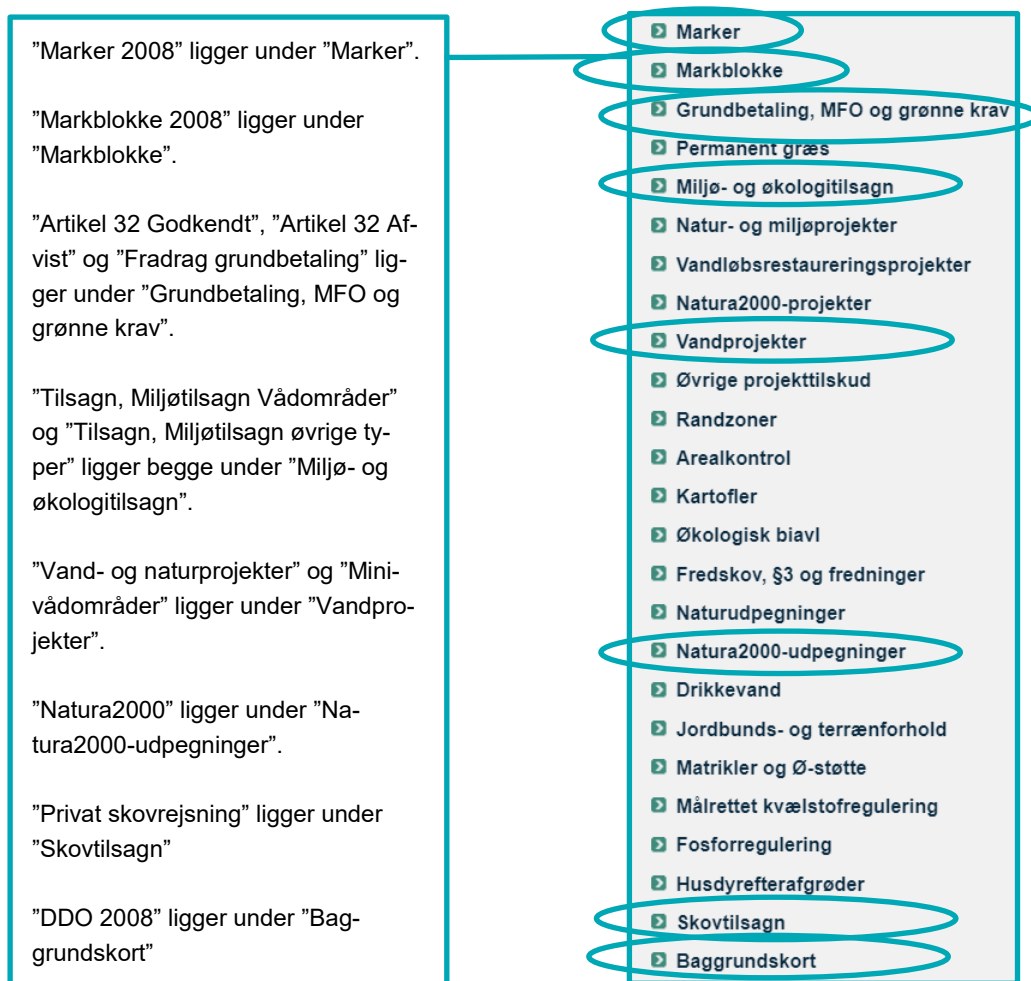 ”Marker 2008” ligger under ”Marker”.
”Markblokke 2008” ligger under
”Markblokke”.
”Artikel 32 Godkendt”, ”Artikel 32 Af-
vist” og ”Fradrag grundbetaling” lig-
ger under ”Grundbetaling, MFO og
grønne krav”.
”Tilsagn, Miljøtilsagn Vådområder”
og ”Tilsagn, Miljøtilsagn øvrige ty-
per” ligger begge under ”Miljø- og
økologitilsagn”.
”Vand- og naturprojekter” og ”Mini-
vådområder” ligger under ”Vandpro-
jekter”.
”Natura2000” ligger under ”Na-
tura2000-udpegninger”.
”Privat skovrejsning” ligger under
”Skovtilsagn”
”DDO 2008” ligger under ”Bag-
grundskort”
Marker
Markblokke
Grundbetaling, MFO og grønne krav
Permanent græs
Miljø- og økologitilsagn
Natur- og miljøprojekter
Vandløbsrestaureringsprojekter
Natura2000-projekter
Vandprojekter
Øvrige projekttilskud
Randzoner
Arealkontrol
Kartofler
Økologisk biavl
Fredskov, §3 og fredninger
Naturudpegninger
Natura2000-udpegninger
Drikkevand
Jordbunds- og terrænforhold
Matrikler og Ø-støtte
Målrettet kvælstofregulering
Fosforregulering
Husdyrefterafgrøder
Skovtilsagn
Baggrundskort